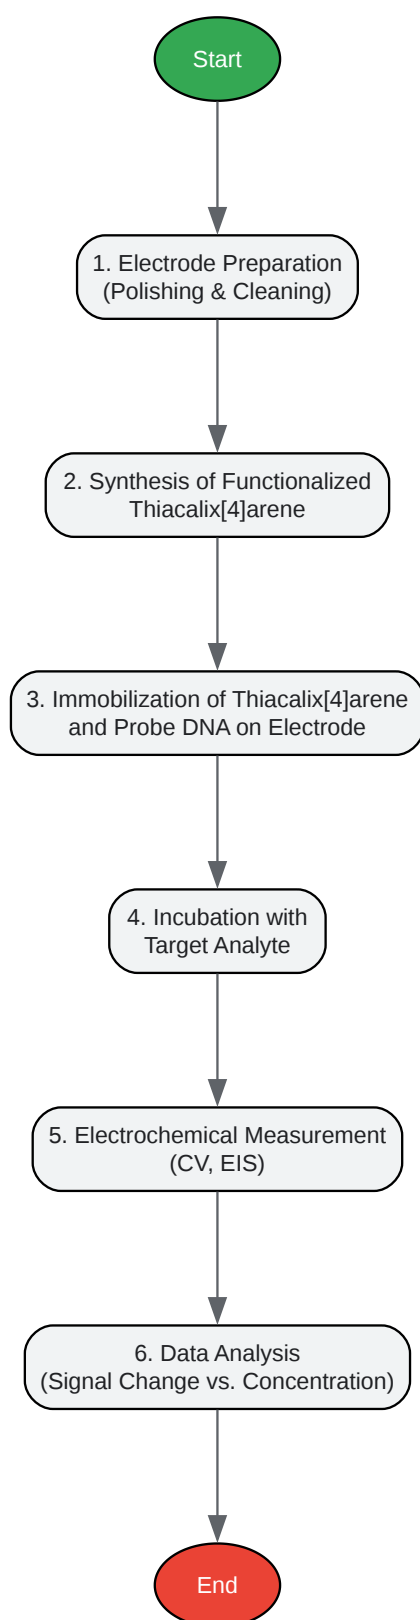 Start
1. Electrode Preparation
(Polishing & Cleaning)
2. Synthesis of Functionalized
Thiacalix[4]arene
3. Immobilization of Thiacalix[4]arene
and Probe DNA on Electrode
4. Incubation with
Target Analyte
5. Electrochemical Measurement
(CV, EIS)
6. Data Analysis
(Signal Change vs. Concentration)
End